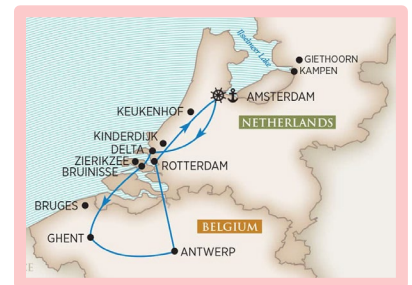 IJsselmeer Lake
GIETHOORN
KAMPEN
AMSTERDAM
KEUKENHOF
NETHERLANDS
KINDERDIJK
DELTA
ZIERIKZEE
ROTTERDAM
BRUINISSE
BRUGES
BELGIUM
GHENT
ANTWERP